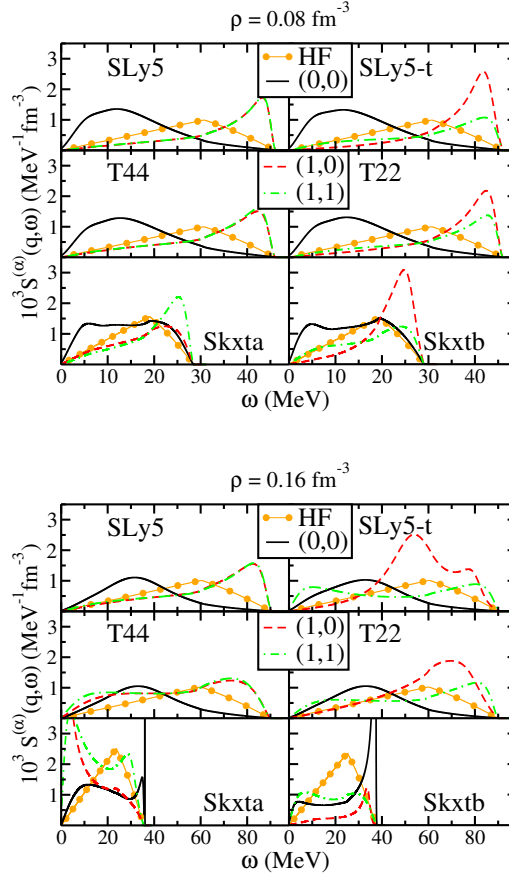 ρ = 0.08 fm⁻³
SLy5
HF
(0,0)
SLy5-t
3
2
1
T44
(1,0)
(1,1)
T22
3
2
1
Skxta
Skxtb
3
2
1
10³ S⁽ᵅ⁾(q,ω) (MeV⁻¹fm⁻³)
0 10 20 30 40 0 10 20 30 40
ω (MeV) ω (MeV)
ρ = 0.16 fm⁻³
SLy5
HF
(0,0)
SLy5-t
3
2
1
T44
(1,0)
(1,1)
T22
3
2
1
Skxta
Skxtb
3
2
1
10³ S⁽ᵅ⁾(q,ω) (MeV⁻¹fm⁻³)
0 20 40 60 80 0 20 40 60 80
ω (MeV) ω (MeV)